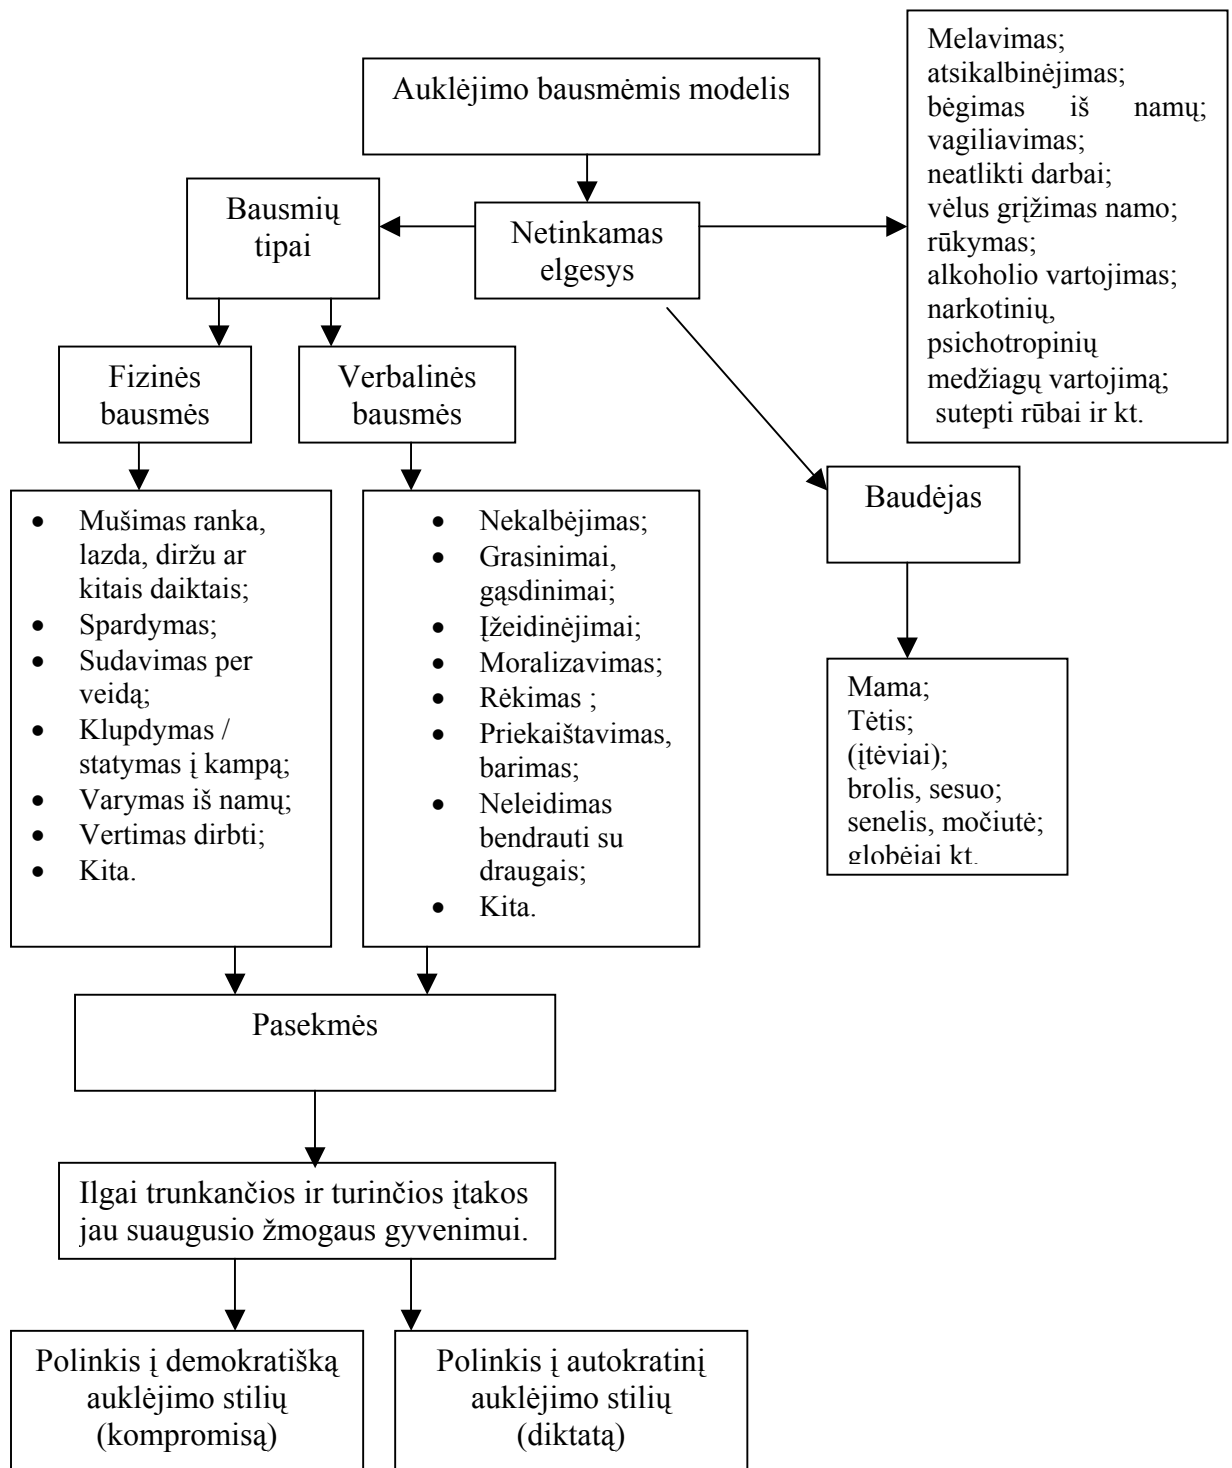 Auklėjimo bausmėmis modelis
Melavimas;
atsikalbinėjimas;
bėgimas iš namų;
vagiliavimas;
neatlikti darbai;
vėlus grįžimas namo;
rūkymas;
alkoholio vartojimas;
narkotinių,
psichotropinių
medžiagų vartojimą;
sutepti rūbai ir kt.
Bausmių
tipai
Netinkamas
elgesys
Fizinės
bausmės
Verbalinės
bausmės
Baudėjas
• Mušimas ranka,
lazda, diržu ar
kitais daiktais;
• Spardymas;
• Sudavimas per
veidą;
• Klupdymas /
statymas į kampą;
• Varymas iš namų;
• Vertimas dirbti;
• Kita.
• Nekalbėjimas;
• Grasinimai,
gąsdinimai;
• Įžeidinėjimai;
• Moralizavimas;
• Rėkimas ;
• Priekaištavimas,
barimas;
• Neleidimas
bendrauti su
draugais;
• Kita.
Mama;
Tėtis;
(įtėviai);
brolis, sesuo;
senelis, močiutė;
globėjai kt.
Pasekmės
Ilgai trunkančios ir turinčios įtakos
jau suaugusio žmogaus gyvenimui.
Polinkis į demokratišką
auklėjimo stilių
(kompromisą)
Polinkis į autokratinį
auklėjimo stilių
(diktatą)